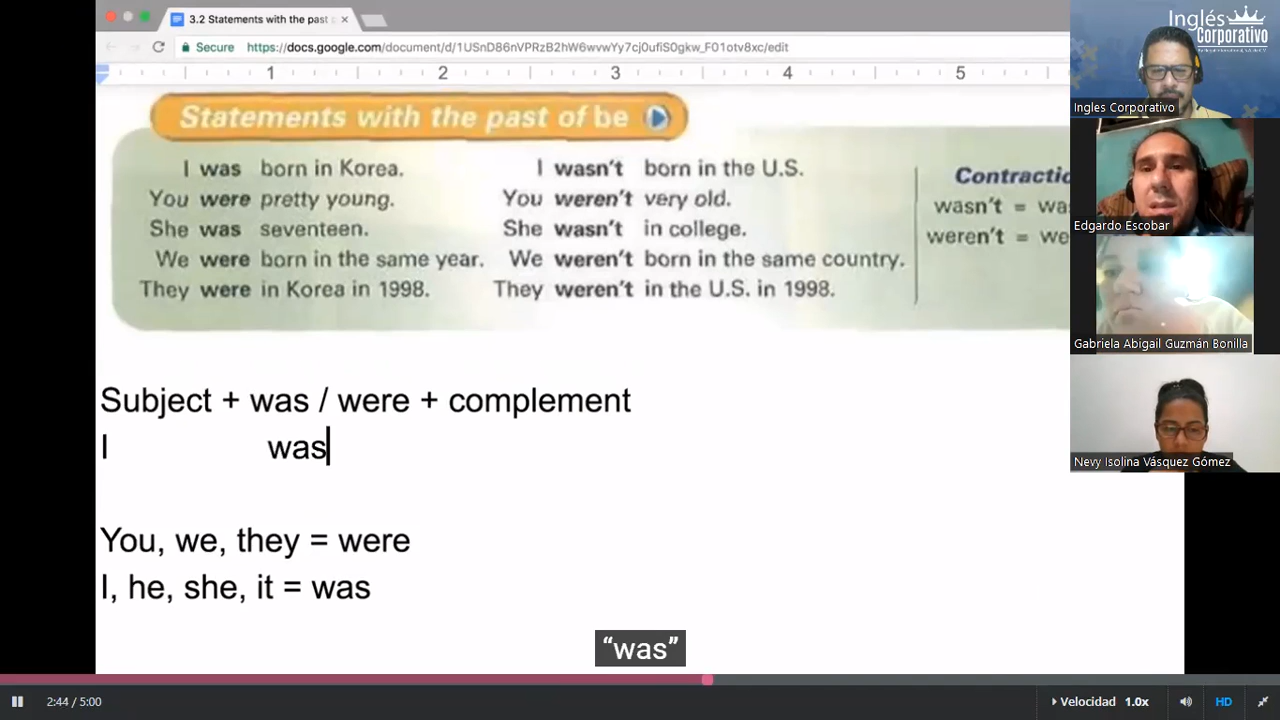 3.2 Statements with the past
Secure https://docs.google.com/document/d/1USnD86nVPRzB2hW6wvwYy7cj0ufiS0gkw_F01otv8xc/edit
1 2 3 4 5
Statements with the past of be
I was born in Korea. I wasn't born in the U.S.
You were pretty young. You weren't very old.
She was seventeen. She wasn't in college.
We were born in the same year. We weren't born in the same country.
They were in Korea in 1998. They weren't in the U.S. in 1998.
Contractio
wasn't = wa
weren't = we
Subject + was / were + complement
I was
You, we, they = were
I, he, she, it = was
“was”
2:44 / 5:00
Velocidad 1.0x
HD
Inglés
Corporativo
Ingles Corporativo
Edgardo Escobar
Gabriela Abigail Guzmán Bonilla
Nevy Isolina Vásquez Gómez